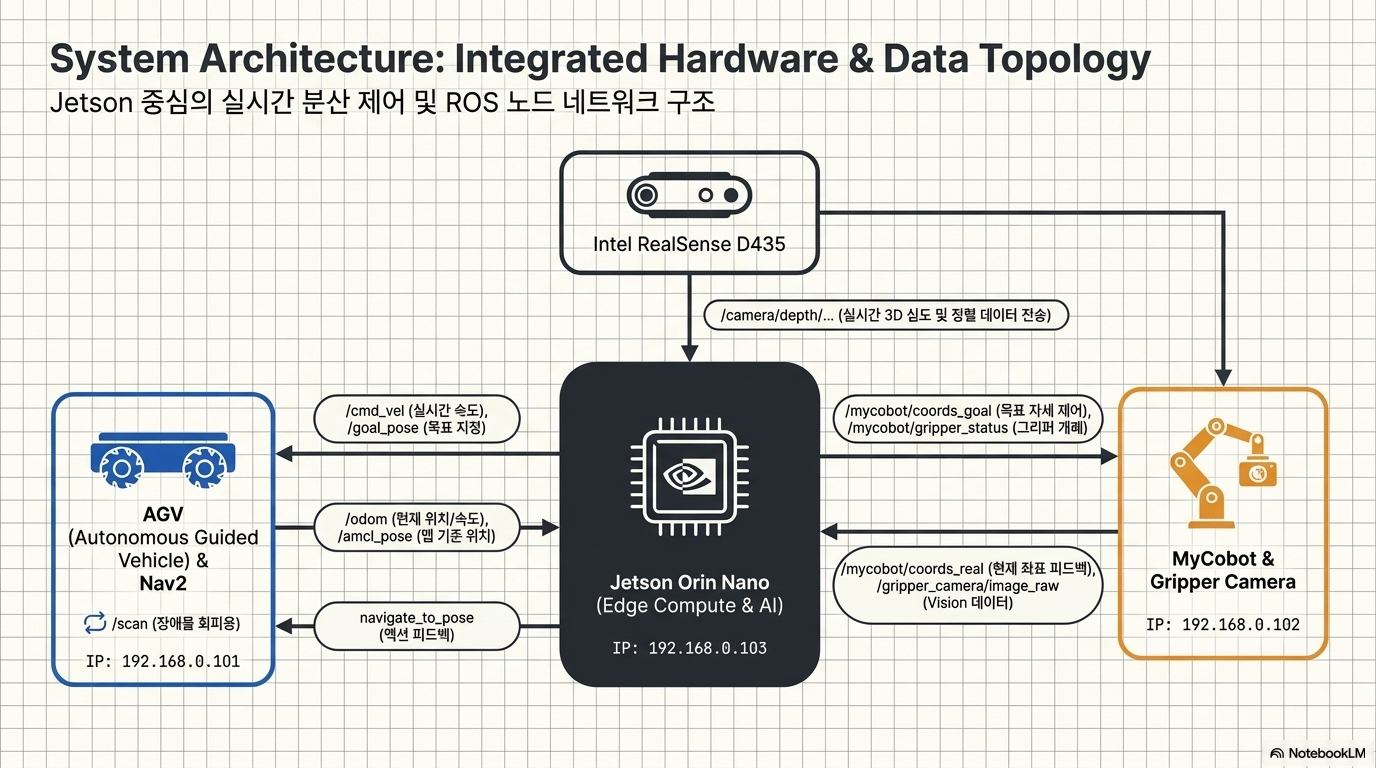 System Architecture: Integrated Hardware & Data Topology
Jetson 중심의 실시간 분산 제어 및 ROS 노드 네트워크 구조
Intel RealSense D435
/camera/depth/... (실시간 3D 심도 및 정렬 데이터 전송)
/cmd_vel (실시간 속도),
/goal_pose (목표 지정)
/odom (현재 위치/속도),
/amcl_pose (맵 기준 위치)
navigate_to_pose
(액션 피드백)
AGV
(Autonomous Guided
Vehicle) &
Nav2
/scan (장애물 회피용)
IP: 192.168.0.101
Jetson Orin Nano
(Edge Compute & AI)
IP: 192.168.0.103
/mycobot/coords_goal (목표 자세 제어),
/mycobot/gripper_status (그리퍼 개폐)
/mycobot/coords_real (현재 좌표 피드백),
/gripper_camera/image_raw
(Vision 데이터)
MyCobot &
Gripper Camera
IP: 192.168.0.102
NotebookLM